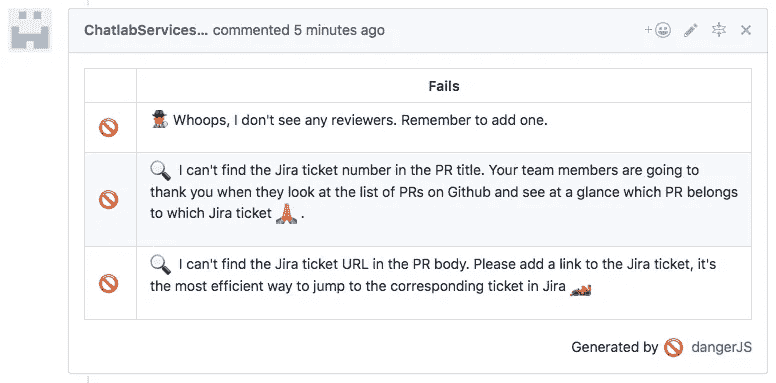 ChatlabServices... commented 5 minutes ago
Fails
Whoops, I don't see any reviewers. Remember to add one.
I can't find the Jira ticket number in the PR title. Your team members are going to
thank you when they look at the list of PRs on Github and see at a glance which PR belongs
to which Jira ticket .
I can't find the Jira ticket URL in the PR body. Please add a link to the Jira ticket, it's
the most efficient way to jump to the corresponding ticket in Jira
Generated by dangerJS